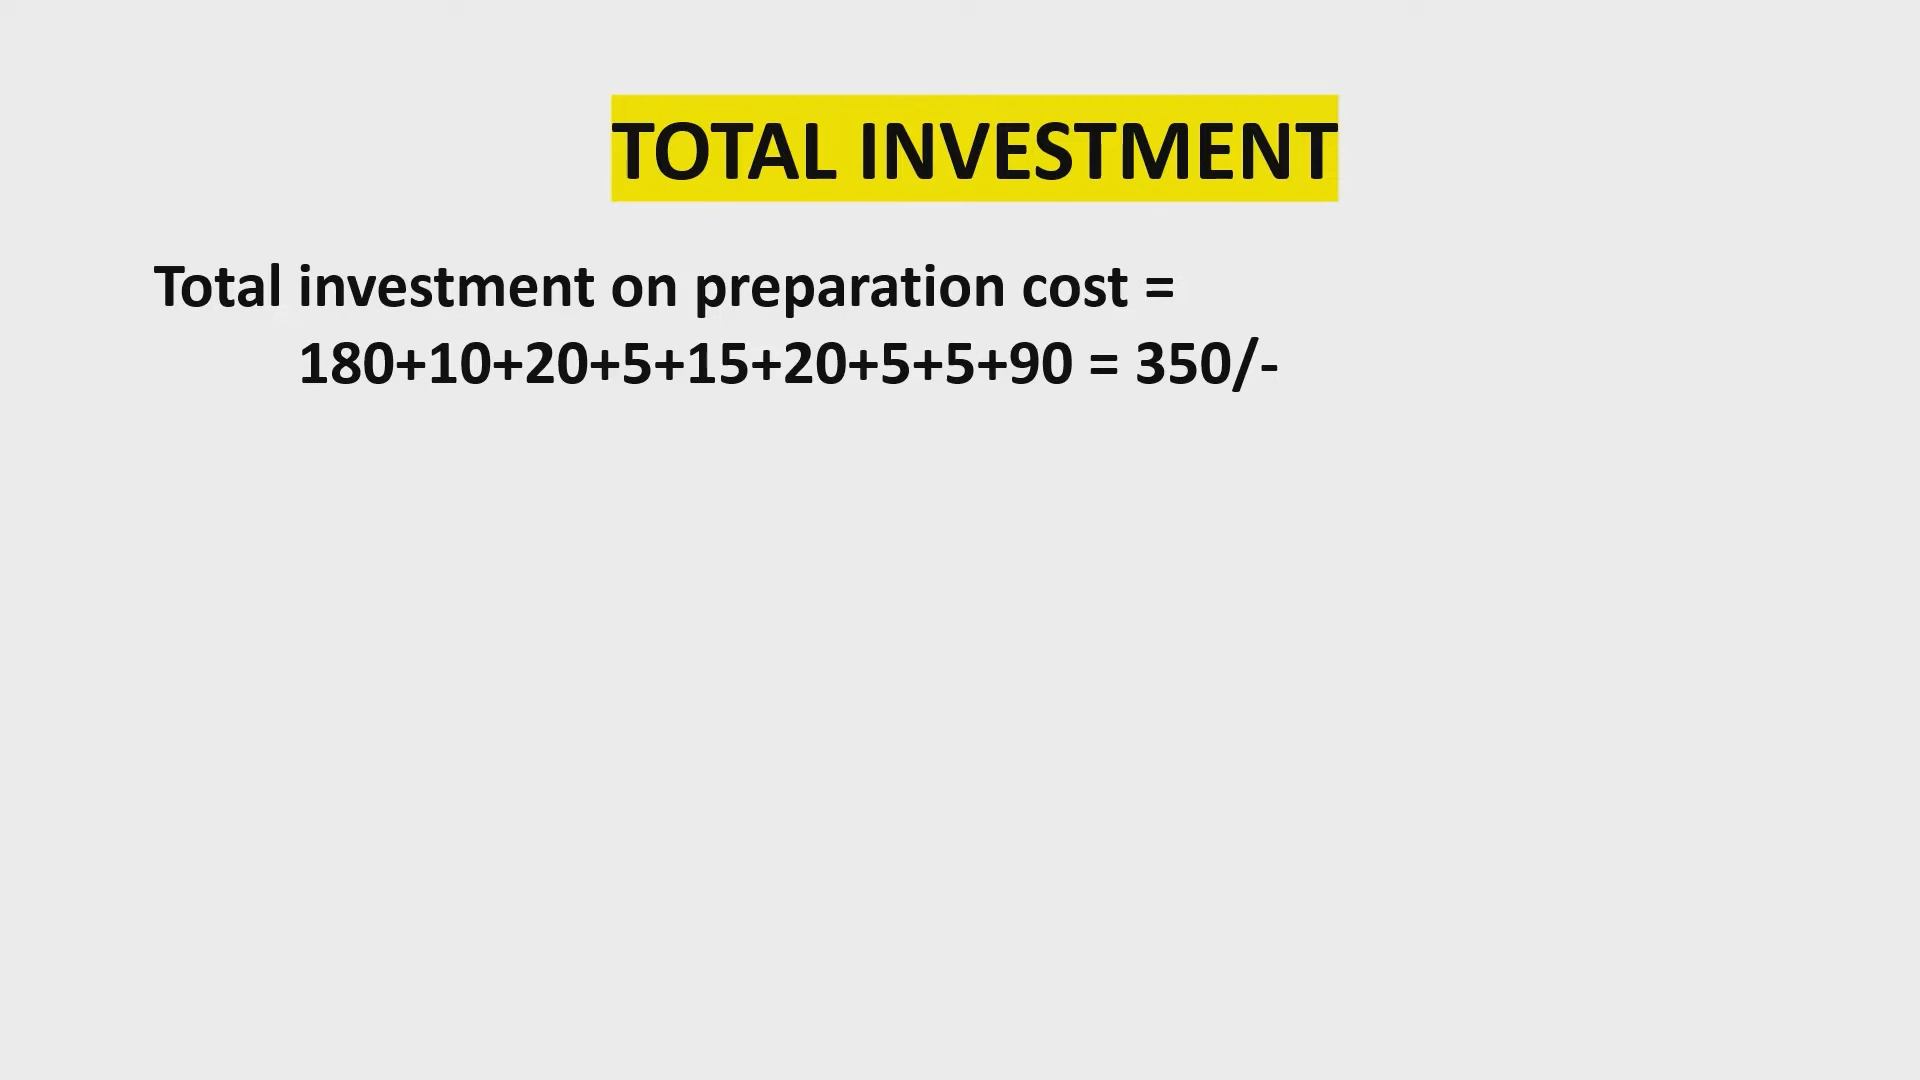 TOTAL INVESTMENT
Total investment on preparation cost =
180+10+20+5+15+20+5+5+90 = 350/-